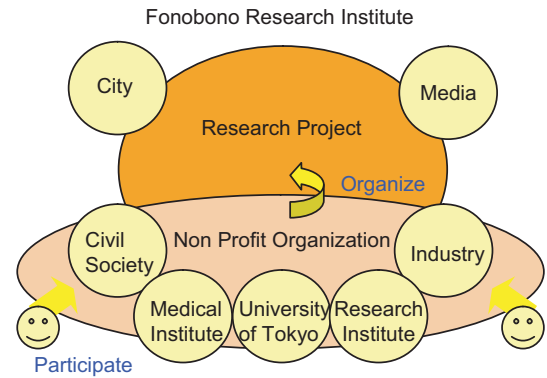 Fonobono Research Institute
City
Media
Research Project
Organize
Civil
Society
Non Profit Organization
Industry
Medical
Institute
University
of Tokyo
Research
Institute
Participate